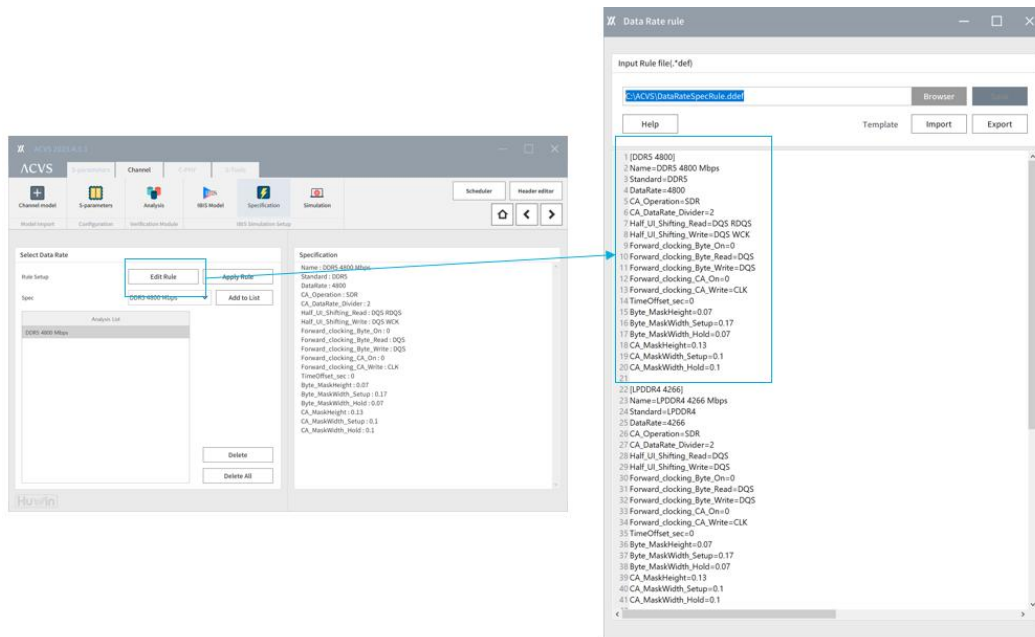 ACVS 2023
ACVS
S-parameters
Channel
Channel model
S-parameters
Analysis
IBIS Model
Specification
Simulation
Model Import
Configuration
Verification Module
IBIS Simulation Setup
Scheduler
Header editor
Select Data Rate
Rule Setup
Edit Rule
Apply Rule
Spec
DDR5 4800 Mbps
Add to List
Analysis List
DDR5 4800 Mbps
Delete
Delete All
Huwin
Specification
Name : DDR5 4800 Mbps
Standard : DDR5
DataRate : 4800
CA_Operation : SDR
CA_DataRate_Divider : 2
Half_UI_Shifting_Read : DQS RDQS
Half_UI_Shifting_Write : DQS WCK
Forward_clocking_Byte_On : 0
Forward_clocking_Byte_Read : DQS
Forward_clocking_Byte_Write : DQS
Forward_clocking_CA_On : 0
Forward_clocking_CA_Write : CLK
TimeOffset_sec : 0
Byte_MaskHeight : 0.07
Byte_MaskWidth_Setup : 0.17
Byte_MaskWidth_Hold : 0.07
CA_MaskHeight : 0.13
CA_MaskWidth_Setup : 0.1
CA_MaskWidth_Hold : 0.1
Data Rate rule
Input Rule file(.*def)
C:\ACVS\DataRateSpecRule.ddef
Browser
Save
Help
Template
Import
Export
1 [DDR5 4800]
2 Name=DDR5 4800 Mbps
3 Standard=DDR5
4 DataRate=4800
5 CA_Operation=SDR
6 CA_DataRate_Divider=2
7 Half_UI_Shifting_Read=DQS RDQS
8 Half_UI_Shifting_Write=DQS WCK
9 Forward_clocking_Byte_On=0
10 Forward_clocking_Byte_Read=DQS
11 Forward_clocking_Byte_Write=DQS
12 Forward_clocking_CA_On=0
13 Forward_clocking_CA_Write=CLK
14 TimeOffset_sec=0
15 Byte_MaskHeight=0.07
16 Byte_MaskWidth_Setup=0.17
17 Byte_MaskWidth_Hold=0.07
18 CA_MaskHeight=0.13
19 CA_MaskWidth_Setup=0.1
20 CA_MaskWidth_Hold=0.1
21
22 [LPDDR4 4266]
23 Name=LPDDR4 4266 Mbps
24 Standard=LPDDR4
25 DataRate=4266
26 CA_Operation=SDR
27 CA_DataRate_Divider=2
28 Half_UI_Shifting_Read=DQS
29 Half_UI_Shifting_Write=DQS
30 Forward_clocking_Byte_On=0
31 Forward_clocking_Byte_Read=DQS
32 Forward_clocking_Byte_Write=DQS
33 Forward_clocking_CA_On=0
34 Forward_clocking_CA_Write=CLK
35 TimeOffset_sec=0
36 Byte_MaskHeight=0.07
37 Byte_MaskWidth_Setup=0.17
38 Byte_MaskWidth_Hold=0.07
39 CA_MaskHeight=0.13
40 CA_MaskWidth_Setup=0.1
41 CA_MaskWidth_Hold=0.1